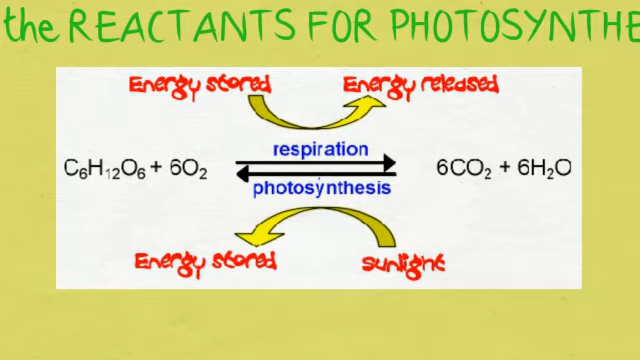 the REACTANTS FOR PHOTOSYNTHE
Energy stored Energy released
respiration
C₆H₁₂O₆ + 6O₂ 6CO₂ + 6H₂O
photosynthesis
Energy stored sunlight